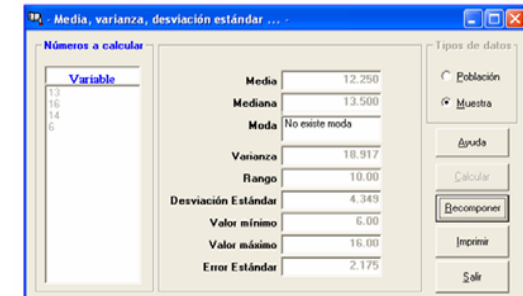 - Media, varianza, desviación estándar ... -
Números a calcular
Variable
13
16
14
6
Media 12.250
Mediana 13.500
Moda No existe moda
Varianza 18.917
Rango 10.00
Desviación Estándar 4.349
Valor mínimo 6.00
Valor máximo 16.00
Error Estándar 2.175
Tipos de datos
Población
Muestra
Ayuda
Calcular
Recomponer
Imprimir
Salir